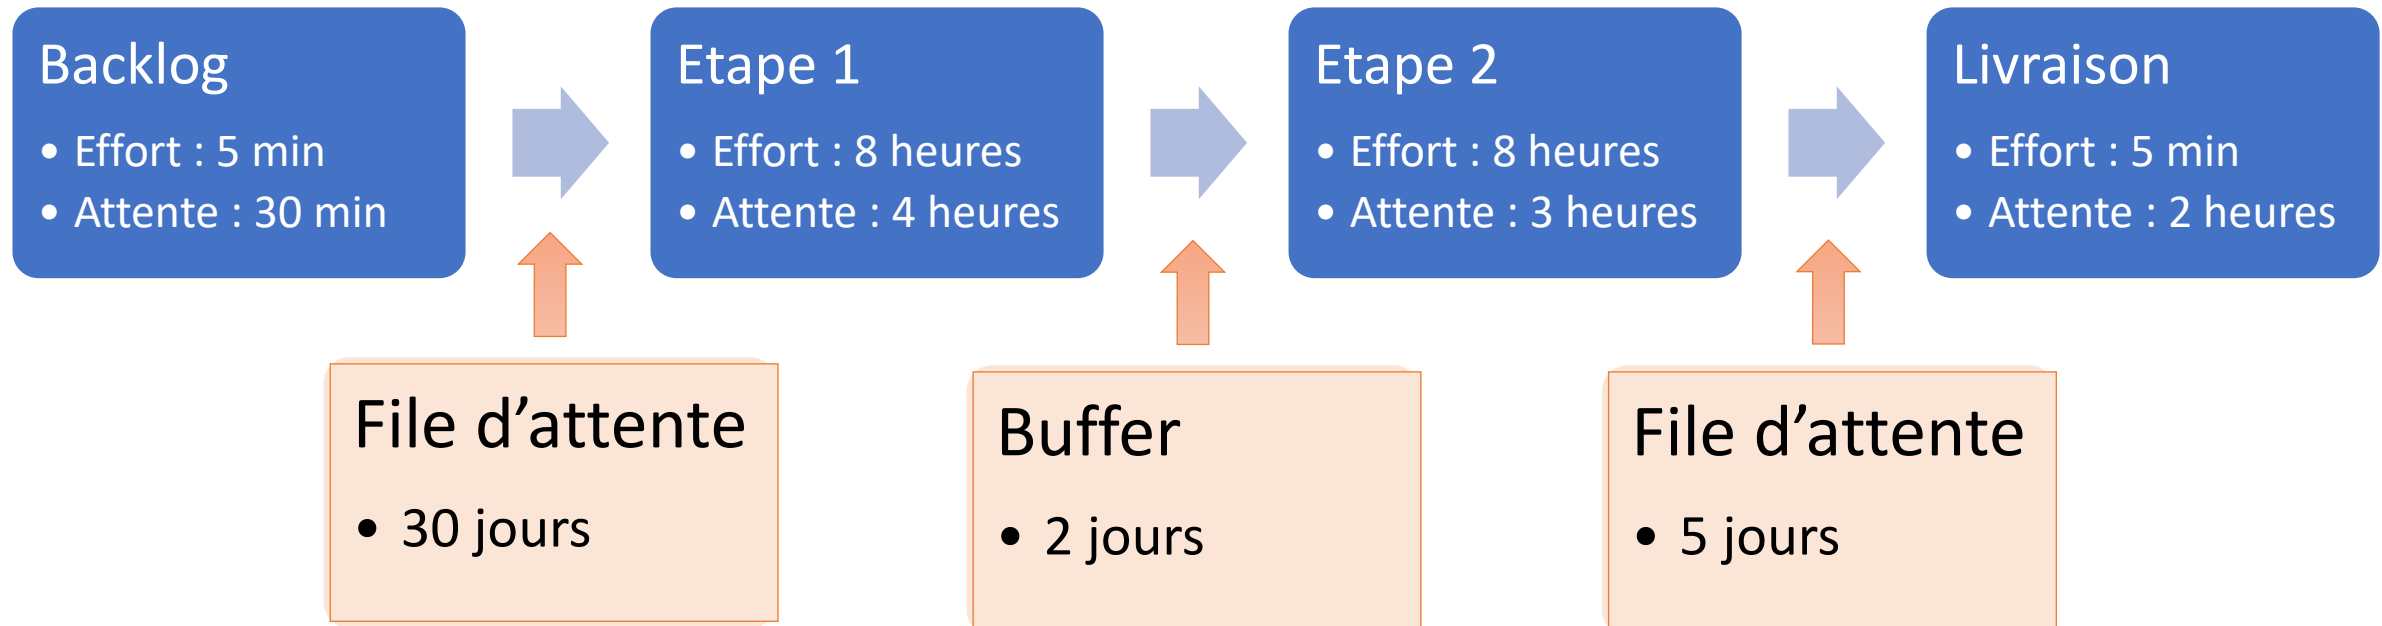 Backlog
• Effort : 5 min
• Attente : 30 min
Etape 1
• Effort : 8 heures
• Attente : 4 heures
Etape 2
• Effort : 8 heures
• Attente : 3 heures
Livraison
• Effort : 5 min
• Attente : 2 heures
File d’attente
• 30 jours
Buffer
• 2 jours
File d’attente
• 5 jours